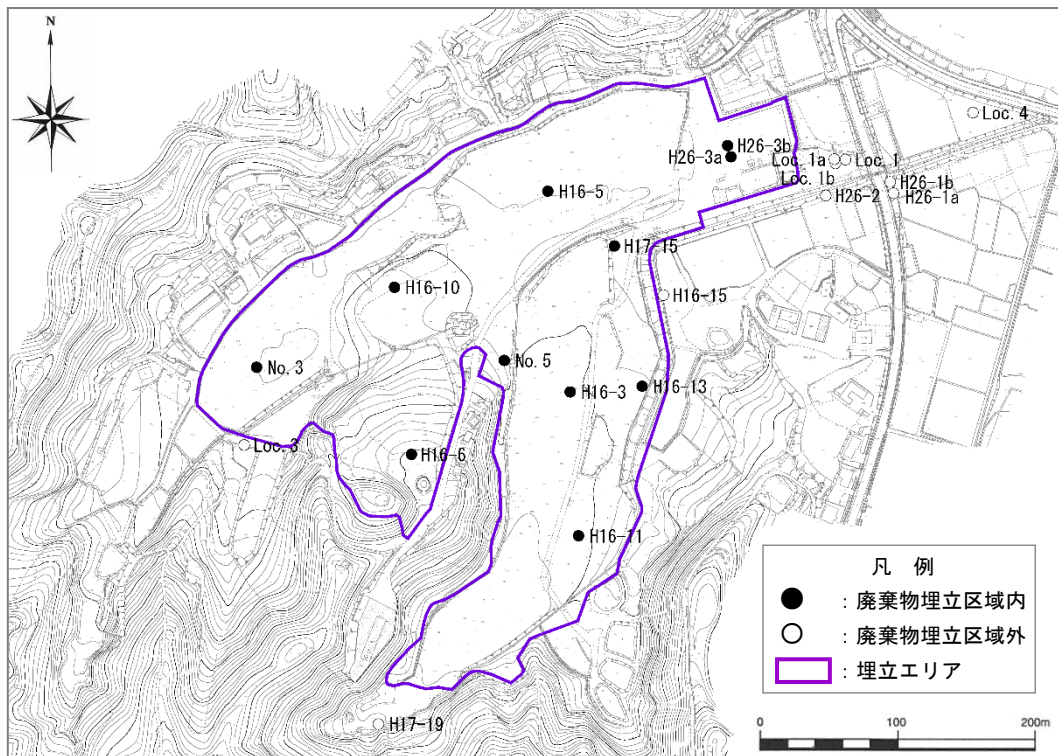 N
Loc. 4
H26-3b
H26-3a
Loc. 1a
Loc. 1
Loc. 1b
H26-1b
H26-2
H26-1a
H16-5
H17-15
H16-10
H16-15
No. 3
No. 5
H16-3
H16-13
Loc. 3
H16-6
H16-11
H17-19
凡 例
● : 廃棄物埋立区域内
○ : 廃棄物埋立区域外
: 埋立エリア
0 100 200m